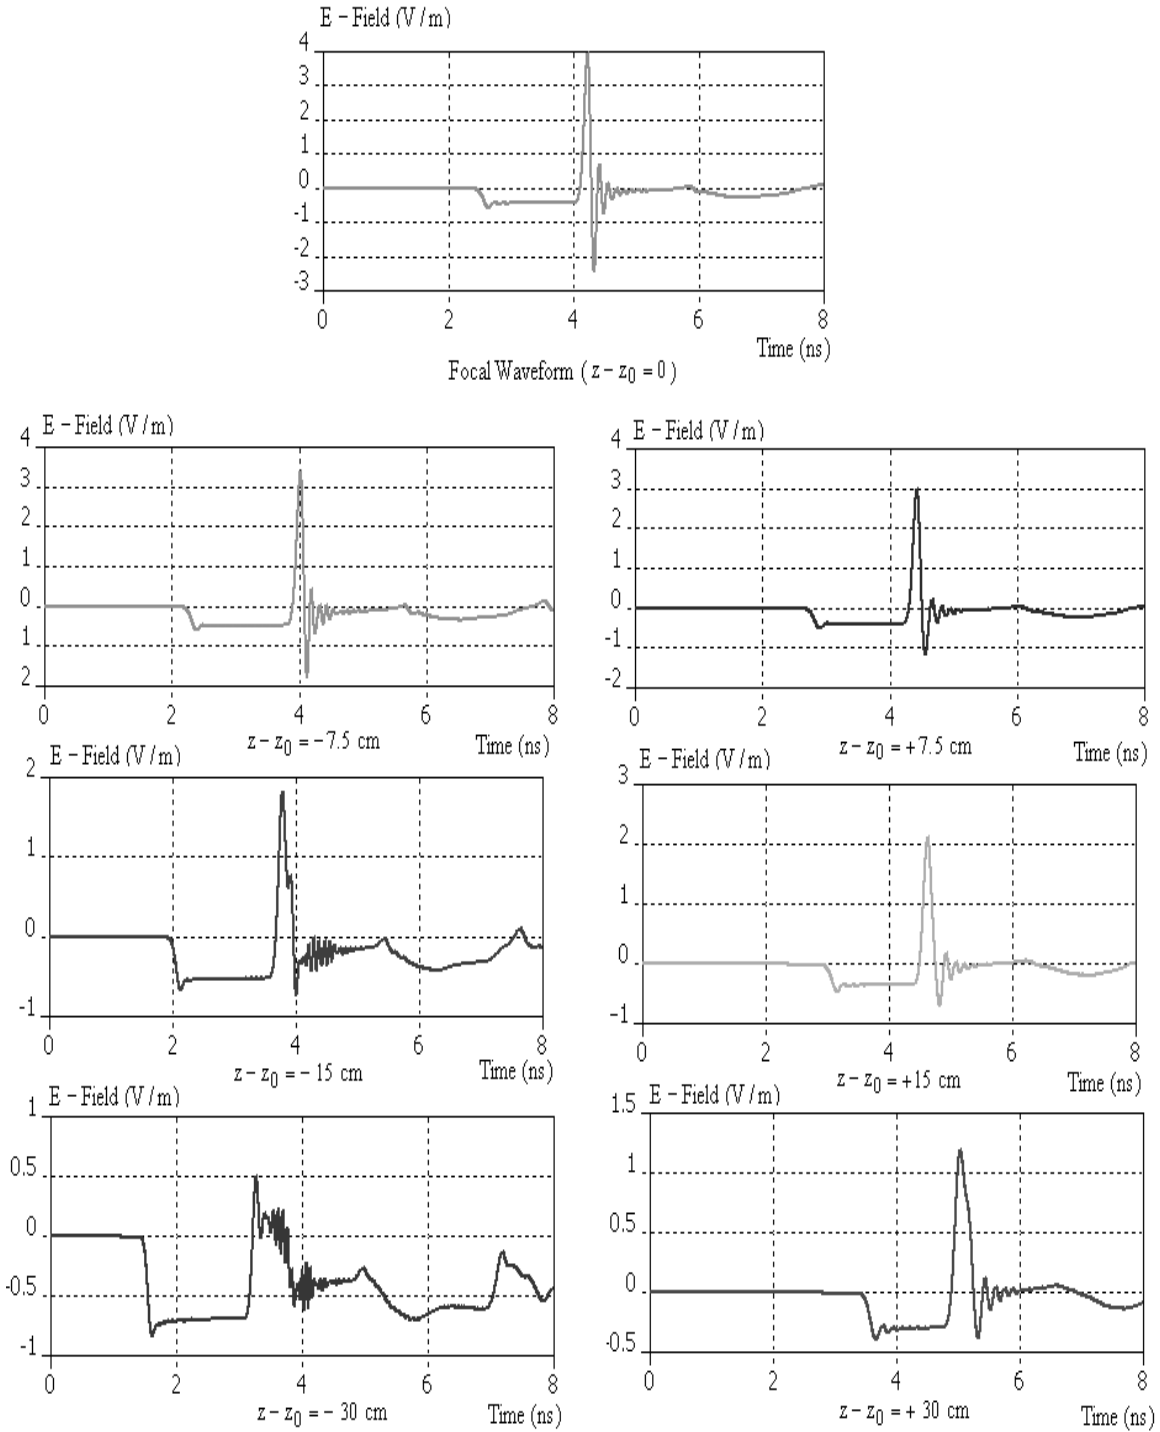 E – Field (V / m)
4
3
2
1
0
-1
-2
-3
0 2 4 6 8
Time (ns)
Focal Waveform ( z – z0 = 0 )
E – Field (V / m)
4
3
2
1
0
1
2
0 2 4 6 8
z – z0 = –7.5 cm
Time (ns)
E – Field (V / m)
4
3
2
1
0
-1
-2
0 2 4 6 8
z – z0 = +7.5 cm
Time (ns)
E – Field (V / m)
2
1
0
-1
0 2 4 6 8
z – z0 = – 15 cm
Time (ns)
E – Field (V / m)
3
2
1
0
-1
0 2 4 6 8
z – z0 = +15 cm
Time (ns)
E – Field (V / m)
1
0.5
0
-0.5
-1
0 2 4 6 8
z – z0 = – 30 cm
Time (ns)
E – Field (V / m)
1.5
1
0.5
0
-0.5
0 2 4 6 8
z – z0 = + 30 cm
Time (ns)